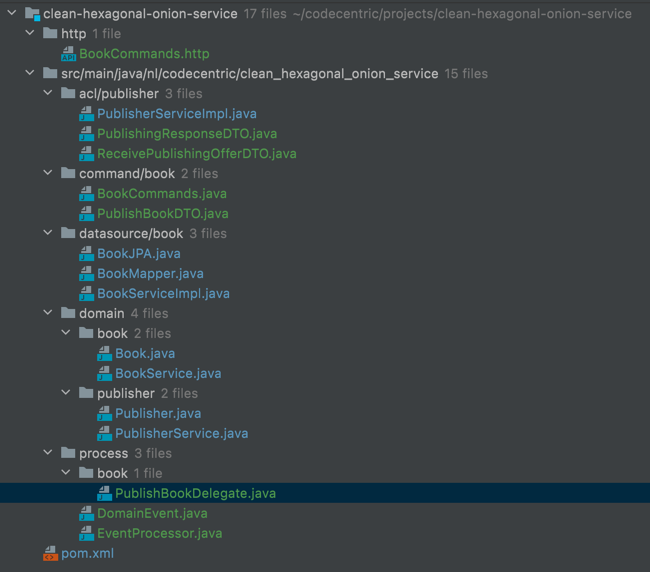 clean-hexagonal-onion-service 17 files ~/codecentric/projects/clean-hexagonal-onion-service
http 1 file
API BookCommands.http
src/main/java/nl/codecentric/clean_hexagonal_onion_service 15 files
acl/publisher 3 files
PublisherServiceImpl.java
PublishingResponseDTO.java
ReceivePublishingOfferDTO.java
command/book 2 files
BookCommands.java
PublishBookDTO.java
datasource/book 3 files
BookJPA.java
BookMapper.java
BookServiceImpl.java
domain 4 files
book 2 files
Book.java
BookService.java
publisher 2 files
Publisher.java
PublisherService.java
process 3 files
book 1 file
PublishBookDelegate.java
DomainEvent.java
EventProcessor.java
pom.xml